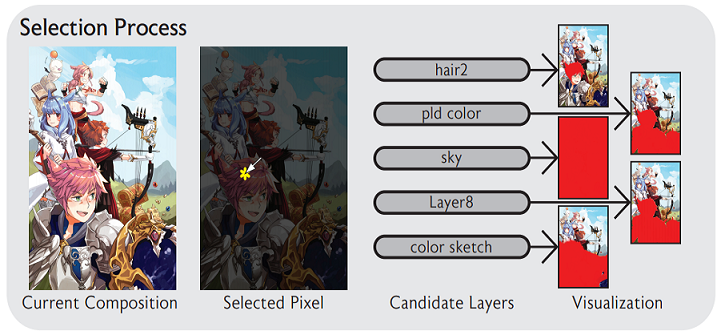 Selection Process
hair2
pld color
sky
Layer8
color sketch
Current Composition
Selected Pixel
Candidate Layers
Visualization